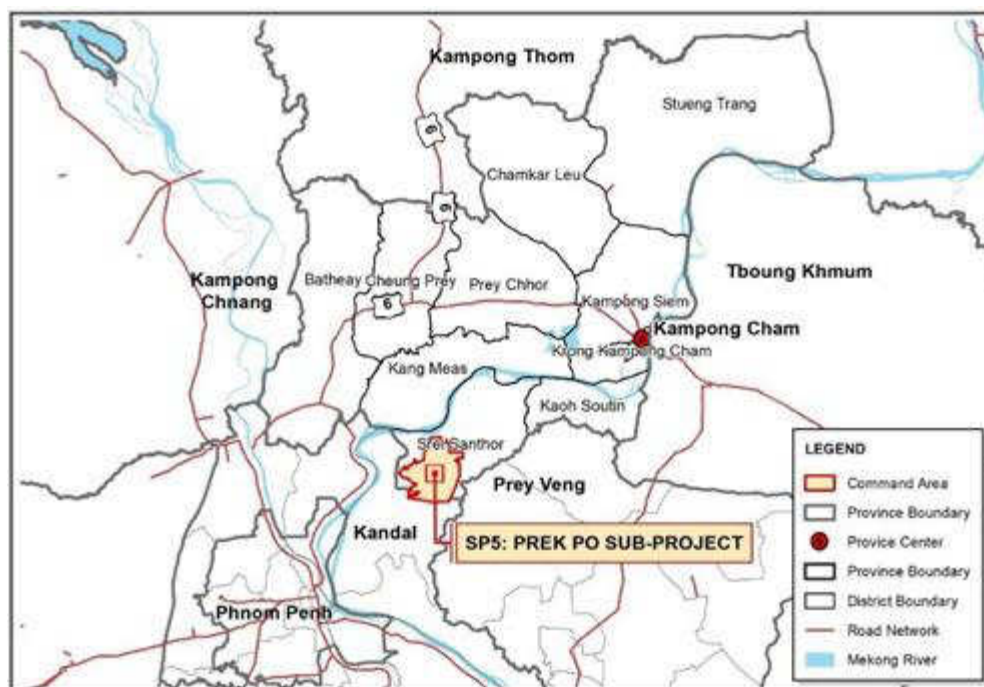 Kampong Thom
Stueng Trang
6
Chamkar Leu
6
Kampong
Chnang
Batheay
Cheung Prey
Prey Chhor
Tboung Khmum
6
Kampong Siem
Kampong Cham
Krong Kampong Cham
Kang Meas
Kaoh Soutin
Srei Santhor
Prey Veng
Kandal
SP5: PREK PO SUB-PROJECT
Phnom Penh
LEGEND
Command Area
Province Boundary
Provice Center
Province Boundary
District Boundary
Road Network
Mekong River